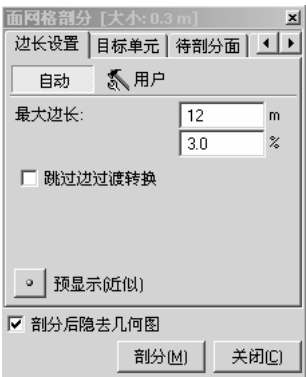 面网格剖分 [大小: 0.3 m]
边长设置 目标单元 待剖分面
自动 用户
最大边长: 12 m
3.0 %
跳过边过渡转换
预显示(近似)
剖分后隐去几何图
剖分(M) 关闭(C)